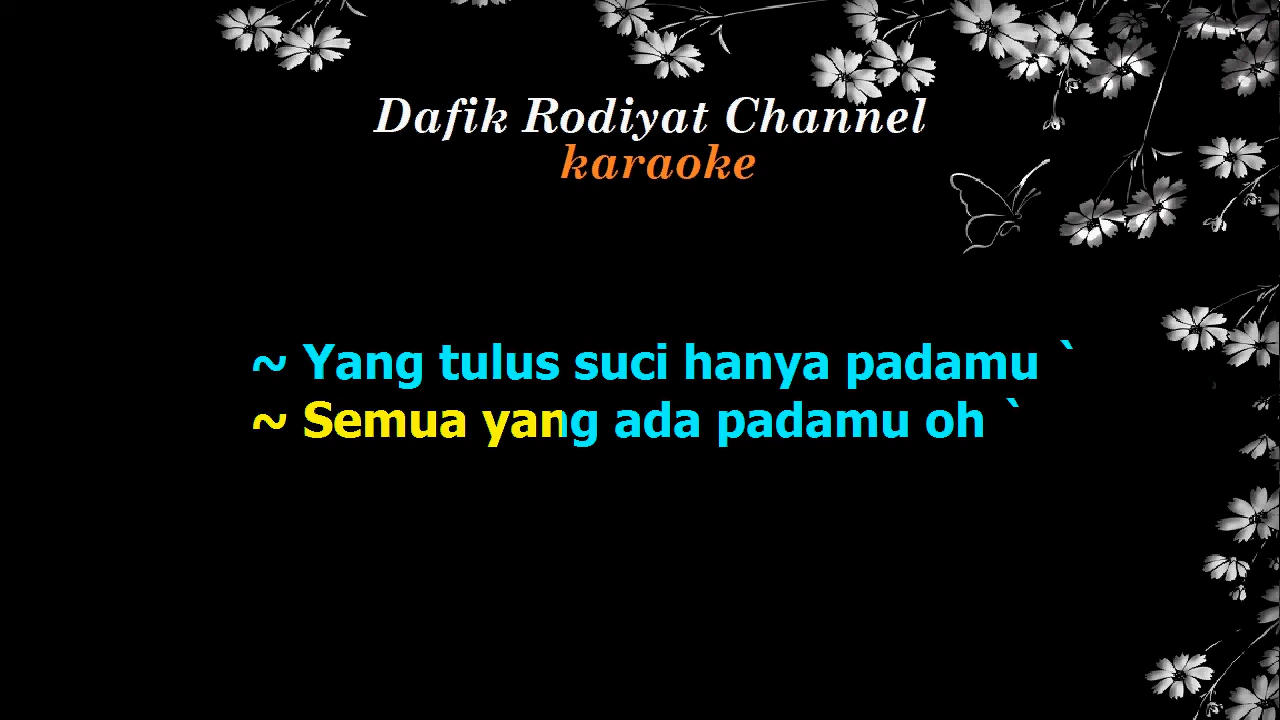 Dafik Rodiyat Channel
karaoke
~ Yang tulus suci hanya padamu `
~ Semua yang ada padamu oh `